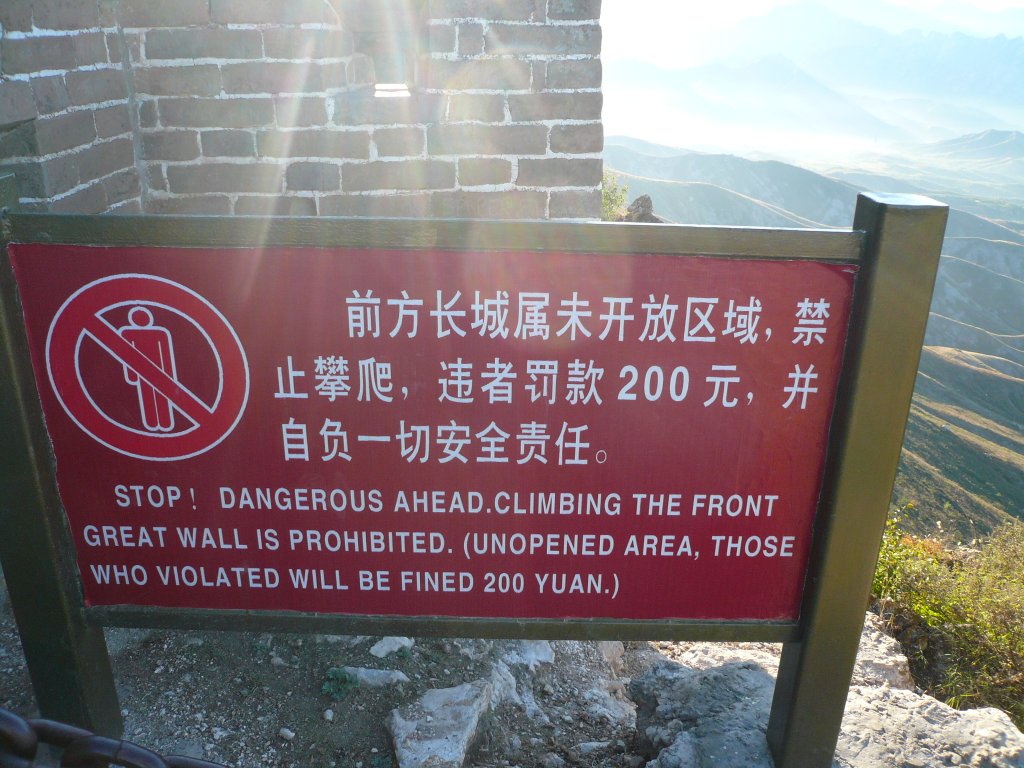 前方长城属未开放区域，禁
止攀爬，违者罚款 200 元，并
自负一切安全责任。
STOP！ DANGEROUS AHEAD.CLIMBING THE FRONT
GREAT WALL IS PROHIBITED. (UNOPENED AREA, THOSE
WHO VIOLATED WILL BE FINED 200 YUAN.)